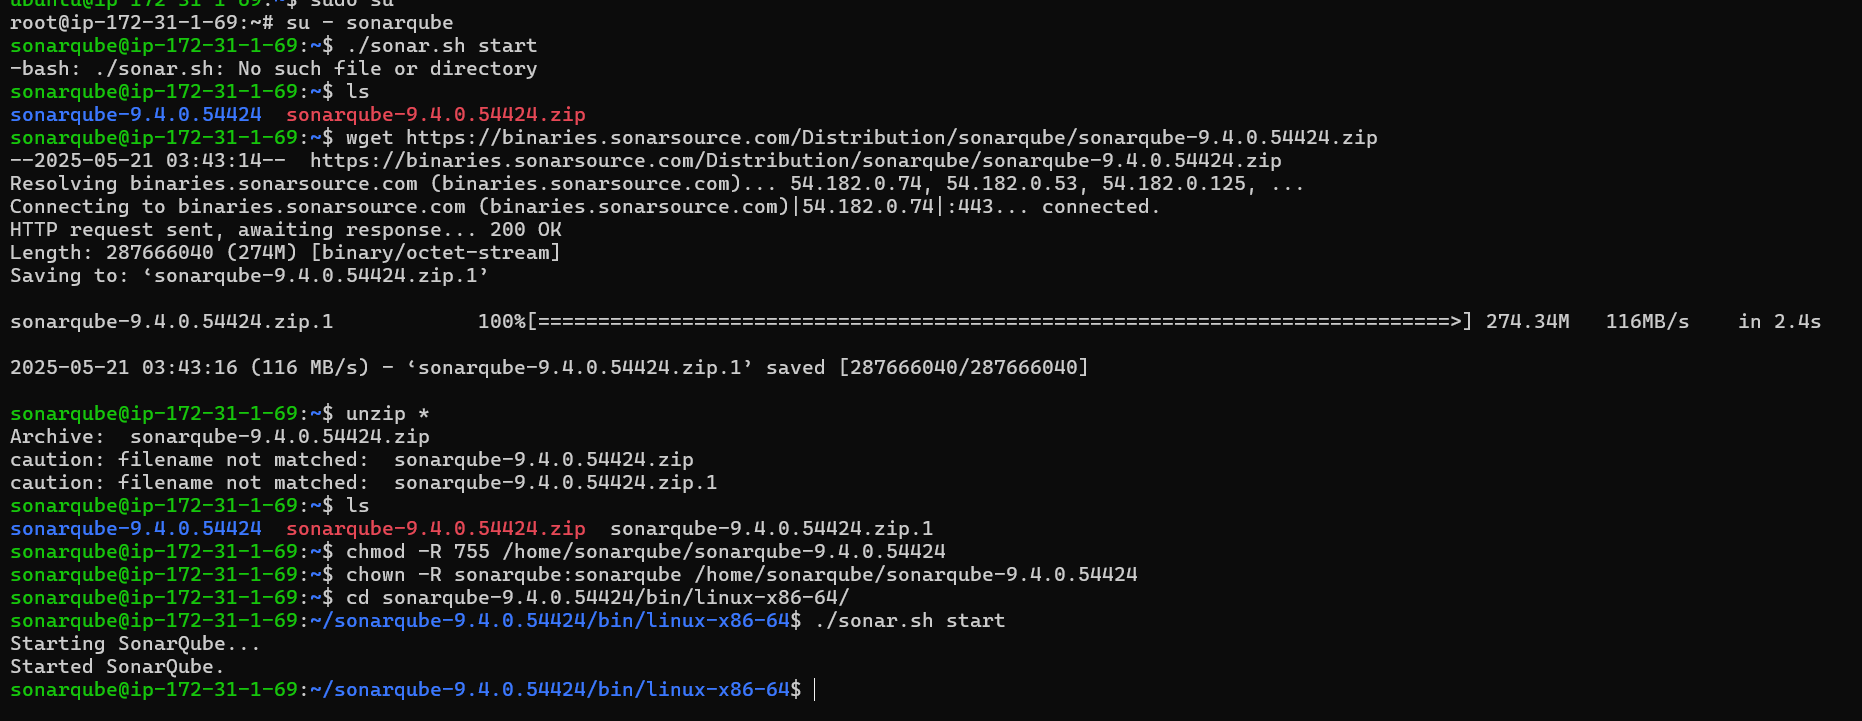 ubuntu@ip-172-31-1-69:~$ sudo su
root@ip-172-31-1-69:~# su - sonarqube
sonarqube@ip-172-31-1-69:~$ ./sonar.sh start
-bash: ./sonar.sh: No such file or directory
sonarqube@ip-172-31-1-69:~$ ls
sonarqube-9.4.0.54424  sonarqube-9.4.0.54424.zip
sonarqube@ip-172-31-1-69:~$ wget https://binaries.sonarsource.com/Distribution/sonarqube/sonarqube-9.4.0.54424.zip
--2025-05-21 03:43:14--  https://binaries.sonarsource.com/Distribution/sonarqube/sonarqube-9.4.0.54424.zip
Resolving binaries.sonarsource.com (binaries.sonarsource.com)... 54.182.0.74, 54.182.0.53, 54.182.0.125, ...
Connecting to binaries.sonarsource.com (binaries.sonarsource.com)|54.182.0.74|:443... connected.
HTTP request sent, awaiting response... 200 OK
Length: 287666040 (274M) [binary/octet-stream]
Saving to: ‘sonarqube-9.4.0.54424.zip.1’
sonarqube-9.4.0.54424.zip.1            100%[============================================================================>] 274.34M   116MB/s    in 2.4s
2025-05-21 03:43:16 (116 MB/s) - ‘sonarqube-9.4.0.54424.zip.1’ saved [287666040/287666040]
sonarqube@ip-172-31-1-69:~$ unzip *
Archive:  sonarqube-9.4.0.54424.zip
caution: filename not matched:  sonarqube-9.4.0.54424.zip
caution: filename not matched:  sonarqube-9.4.0.54424.zip.1
sonarqube@ip-172-31-1-69:~$ ls
sonarqube-9.4.0.54424  sonarqube-9.4.0.54424.zip  sonarqube-9.4.0.54424.zip.1
sonarqube@ip-172-31-1-69:~$ chmod -R 755 /home/sonarqube/sonarqube-9.4.0.54424
sonarqube@ip-172-31-1-69:~$ chown -R sonarqube:sonarqube /home/sonarqube/sonarqube-9.4.0.54424
sonarqube@ip-172-31-1-69:~$ cd sonarqube-9.4.0.54424/bin/linux-x86-64/
sonarqube@ip-172-31-1-69:~/sonarqube-9.4.0.54424/bin/linux-x86-64$ ./sonar.sh start
Starting SonarQube...
Started SonarQube.
sonarqube@ip-172-31-1-69:~/sonarqube-9.4.0.54424/bin/linux-x86-64$